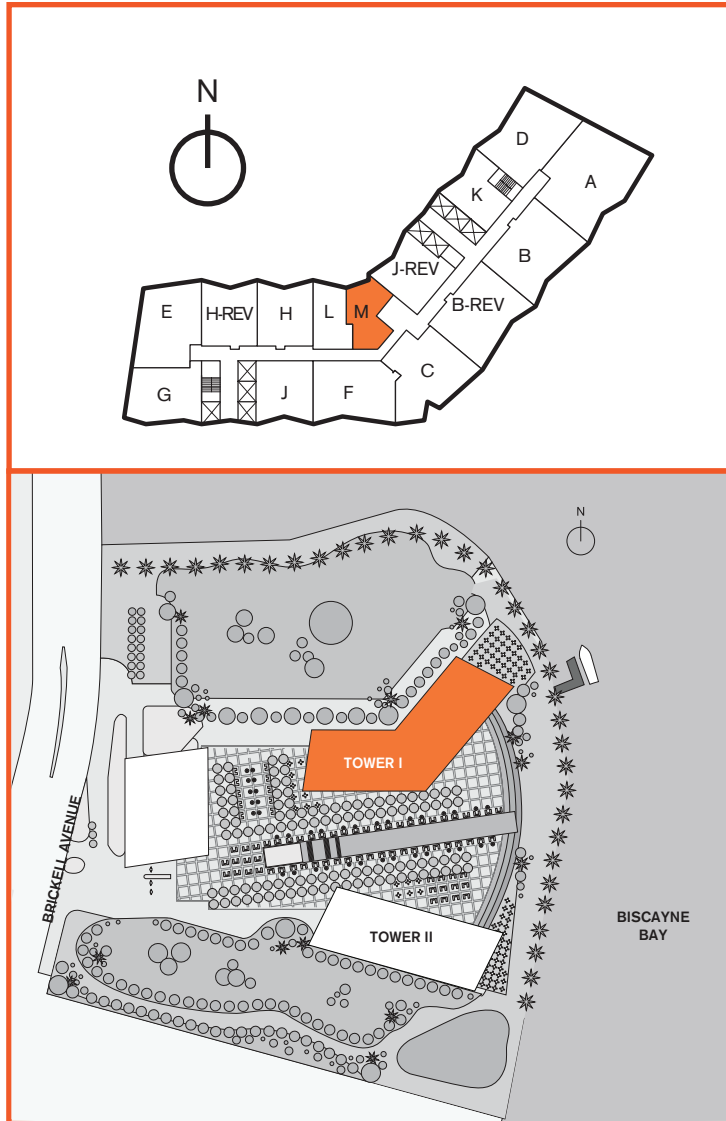 N
D
A
K
B
J-REV
B-REV
E
H-REV
H
L
M
C
G
J
F
N
TOWER I
BRICKELL AVENUE
TOWER II
BISCAYNE
BAY